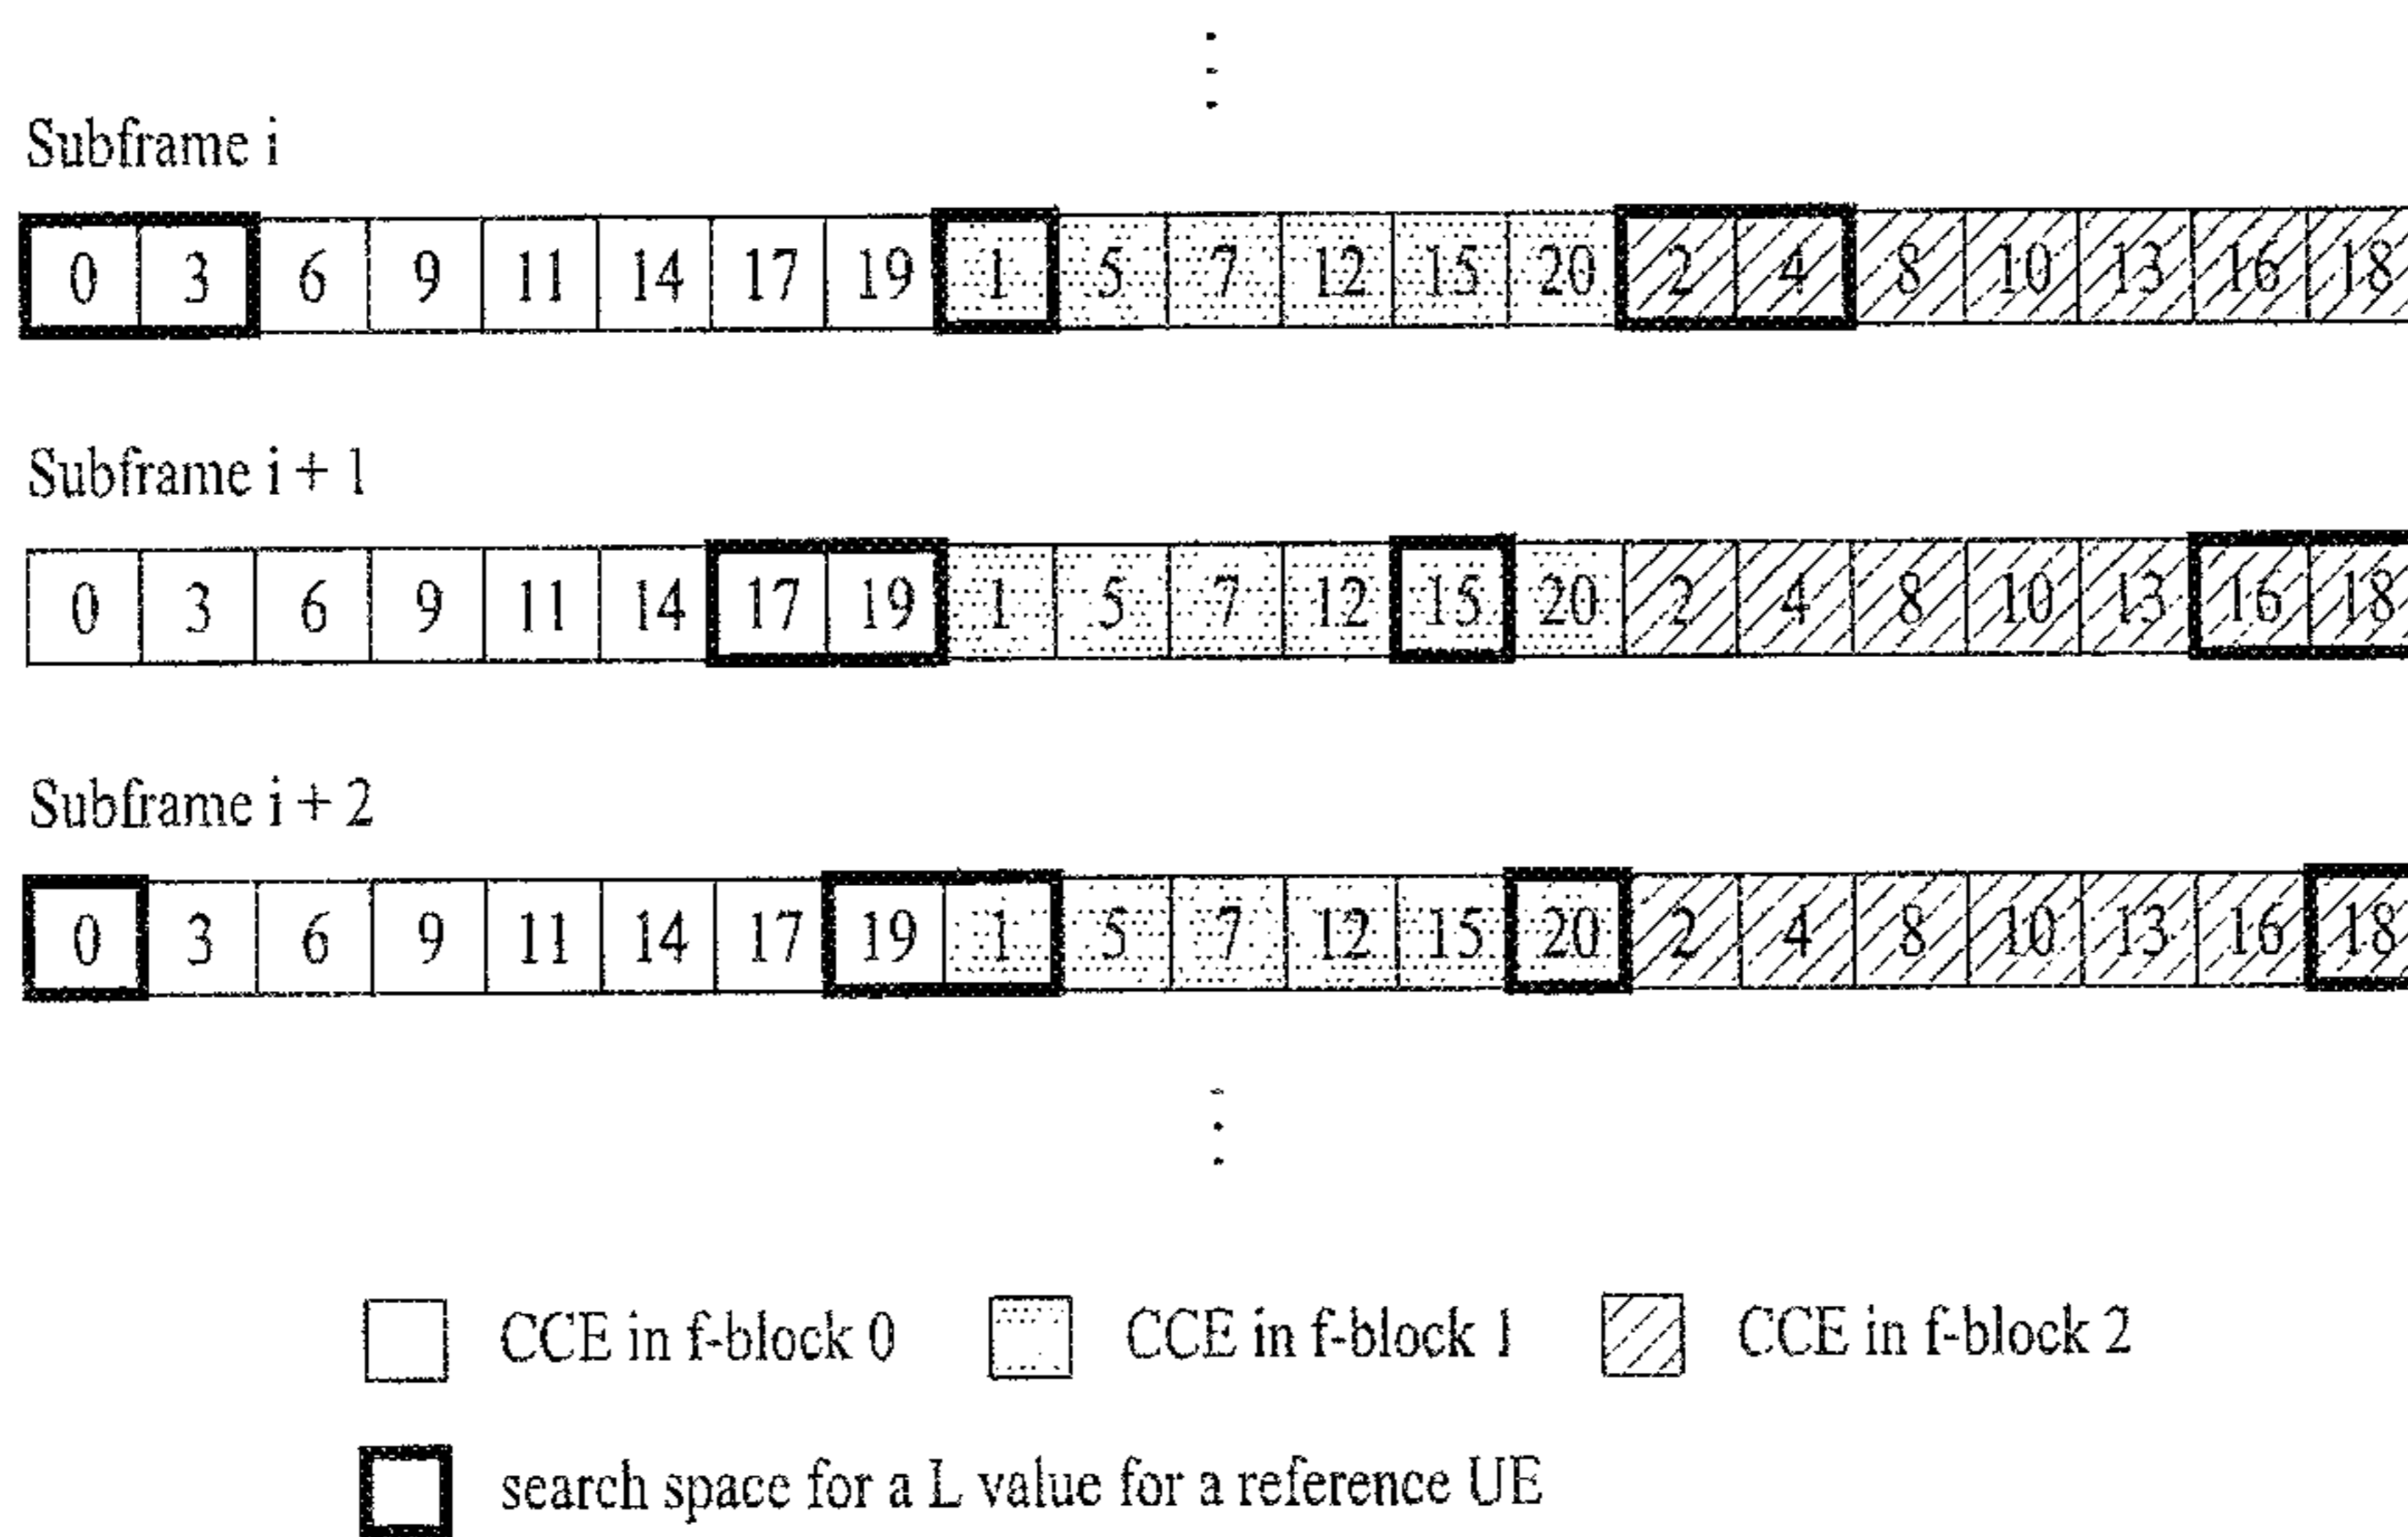 Subframe i
0 3 6 9 11 14 17 19 1 5 7 12 15 20 2 4 8 10 13 16 18
Subframe i + 1
0 3 6 9 11 14 17 19 1 5 7 12 15 20 2 4 8 10 13 16 18
Subframe i + 2
0 3 6 9 11 14 17 19 1 5 7 12 15 20 2 4 8 10 13 16 18
CCE in f-block 0 CCE in f-block 1 CCE in f-block 2
search space for a L value for a reference UE